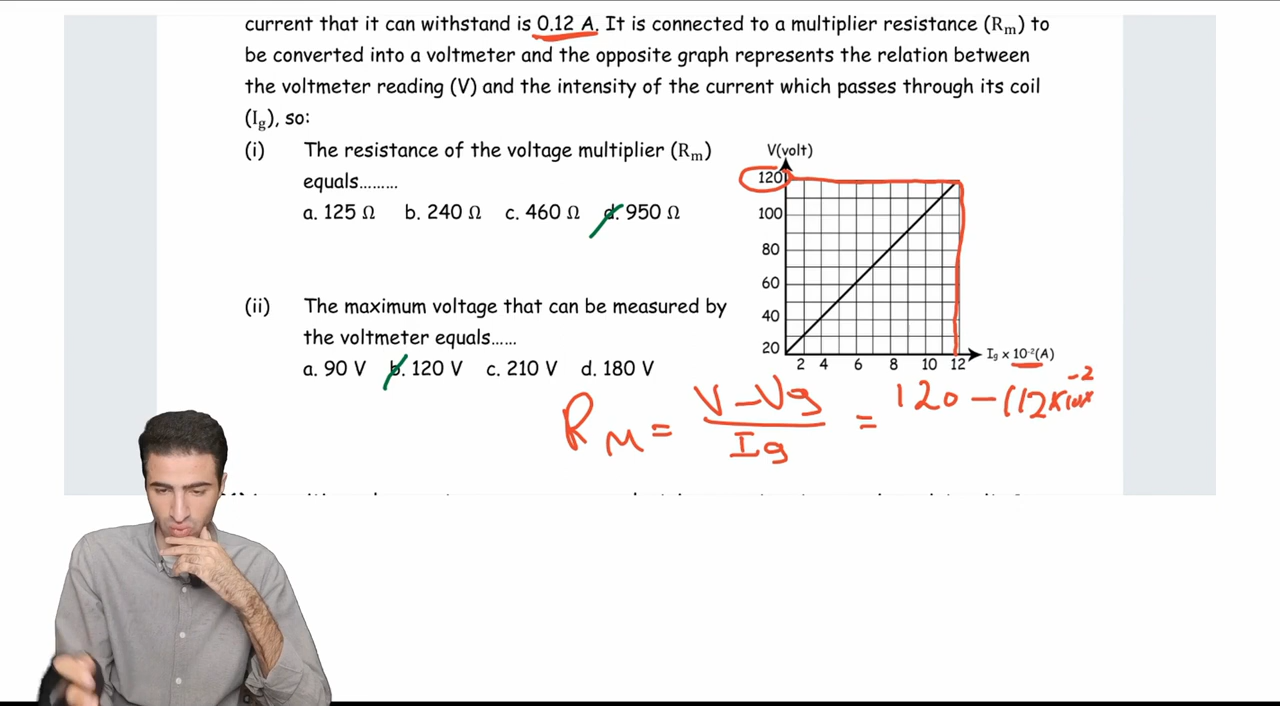 current that it can withstand is 0.12 A. It is connected to a multiplier resistance (Rₘ) to
be converted into a voltmeter and the opposite graph represents the relation between
the voltmeter reading (V) and the intensity of the current which passes through its coil
(I₉), so:
(i) The resistance of the voltage multiplier (Rₘ)
equals.........
a. 125 Ω b. 240 Ω c. 460 Ω d. 950 Ω
(ii) The maximum voltage that can be measured by
the voltmeter equals......
a. 90 V b. 120 V c. 210 V d. 180 V
V(volt)
120
100
80
60
40
20
2 4 6 8 10 12
Ig x 10⁻²(A)
RM = V - Vg / Ig = 120 - (12x10⁻²x